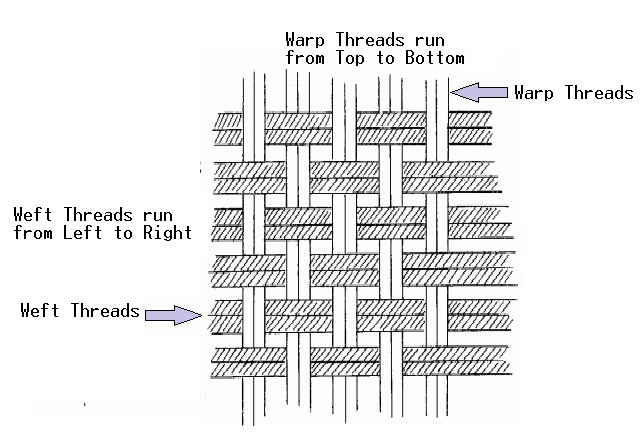 Warp Threads run
from Top to Bottom
Warp Threads
Weft Threads run
from Left to Right
Weft Threads